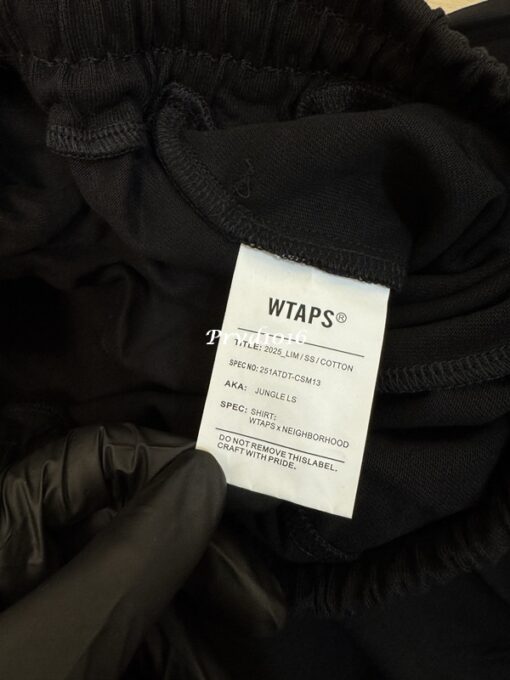 WTAPS®
Prud1016
TITLE: 2025_LIM / SS / COTTON
SPEC NO: 251ATDT-CSM13
AKA: JUNGLE LS
SPEC: SHIRT:
WTAPS x NEIGHBORHOOD
DO NOT REMOVE THISLABEL.
CRAFT WITH PRIDE.